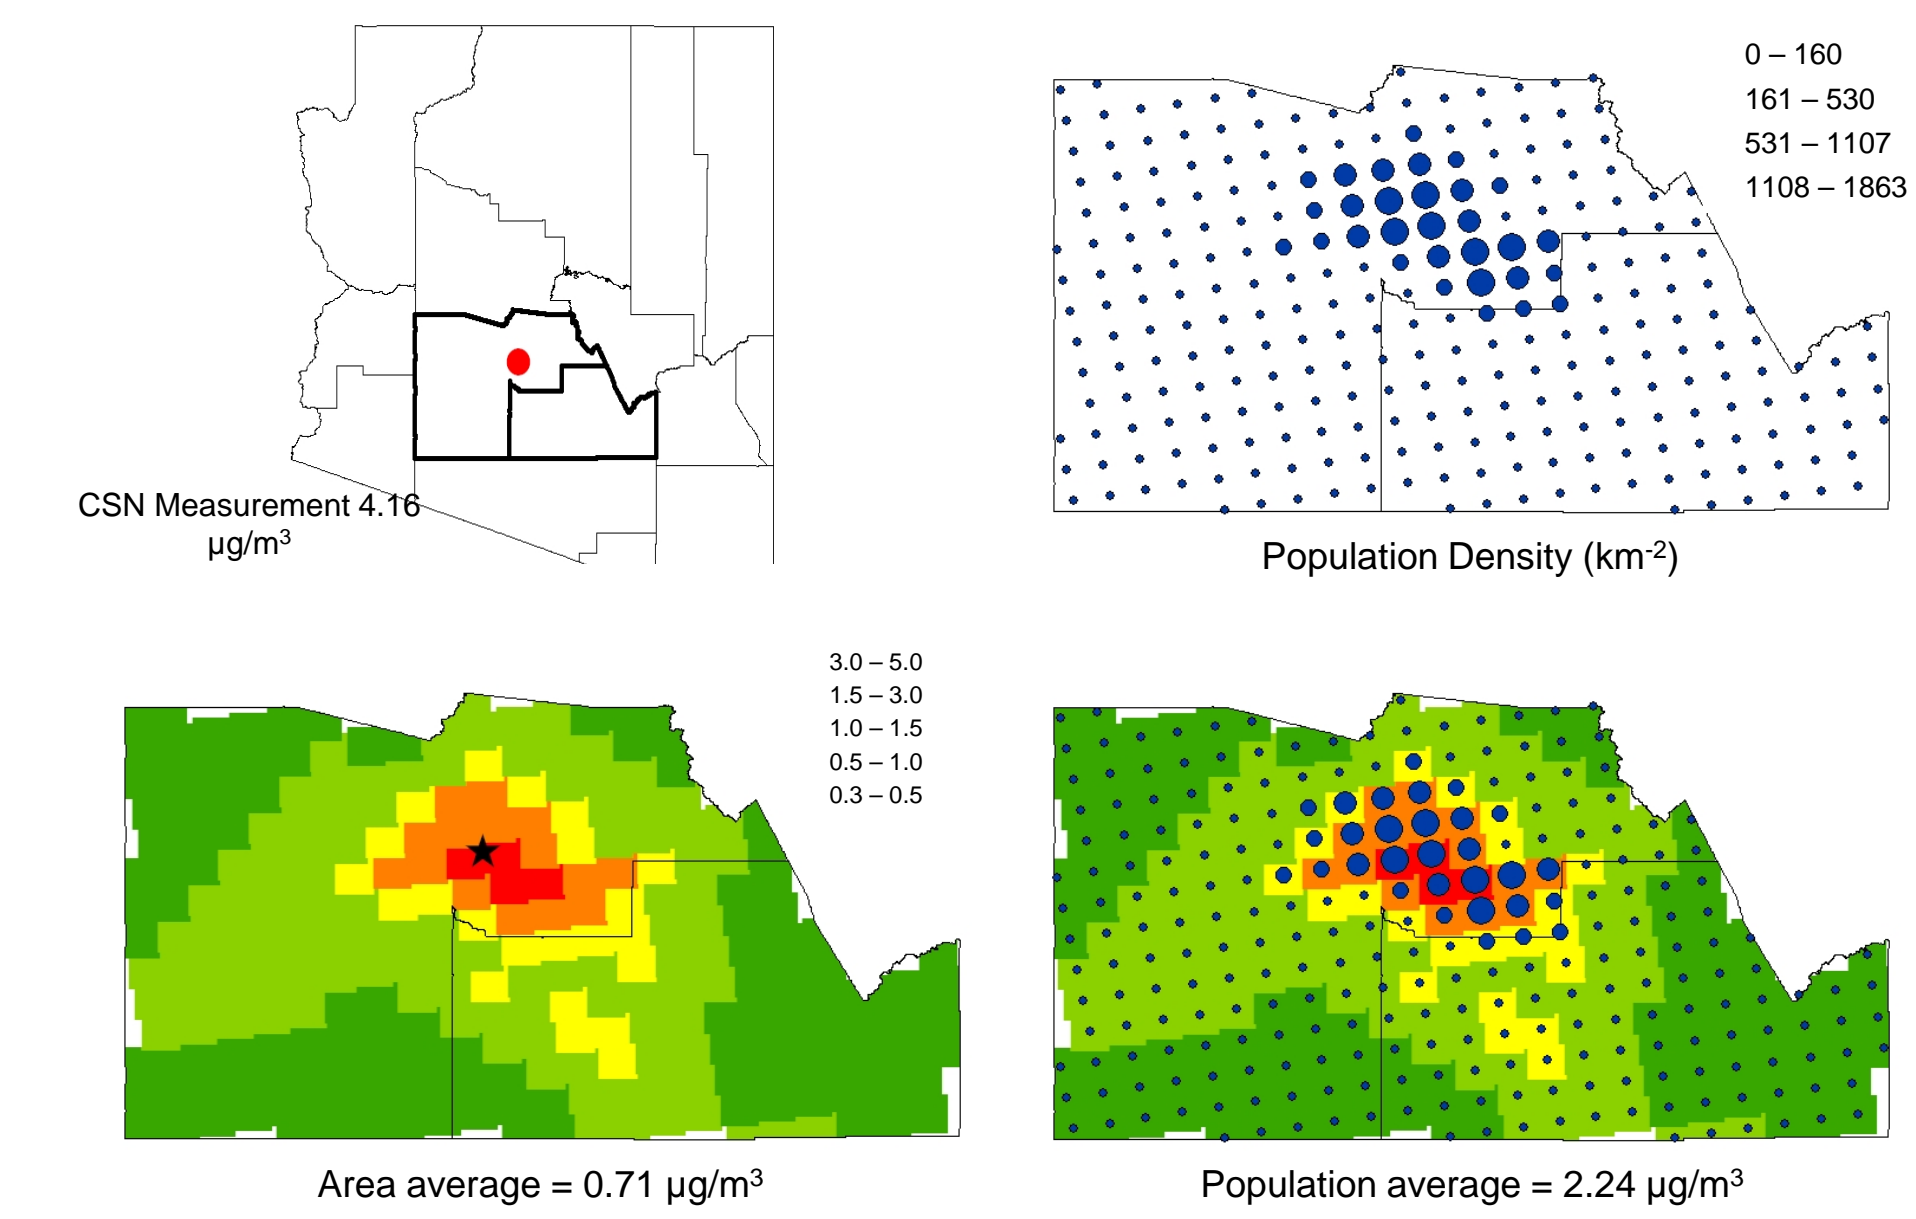 0 – 160
161 – 530
531 – 1107
1108 – 1863
CSN Measurement 4.16
µg/m³
Population Density (km⁻²)
3.0 – 5.0
1.5 – 3.0
1.0 – 1.5
0.5 – 1.0
0.3 – 0.5
Area average = 0.71 µg/m³
Population average = 2.24 µg/m³